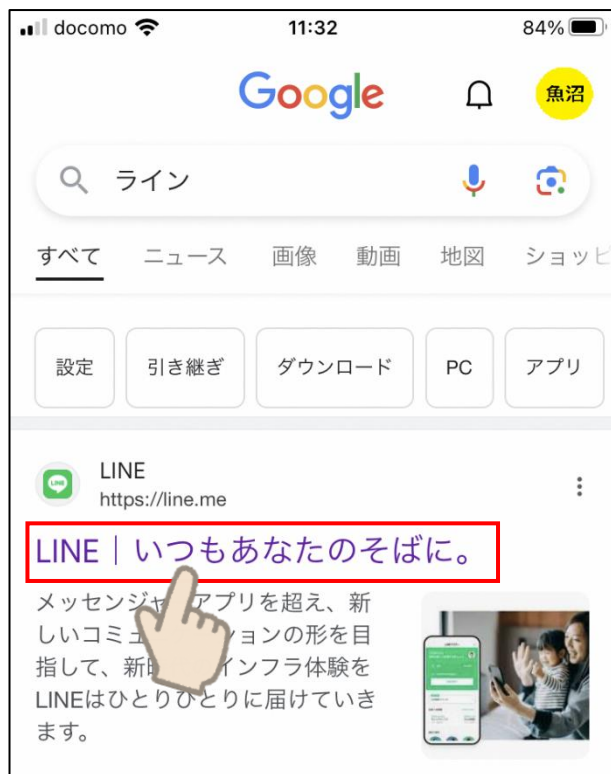 docomo 11:32 84%
Google 魚沼
ライン
すべて ニュース 画像 動画 地図 ショッピ
設定 引き継ぎ ダウンロード PC アプリ
LINE
https://line.me
LINE｜いつもあなたのそばに。
メッセンジャーアプリを超え、新
しいコミュ ションの形を目
指して、新 インフラ体験を
LINEはひとりひとりに届けていき
ます。